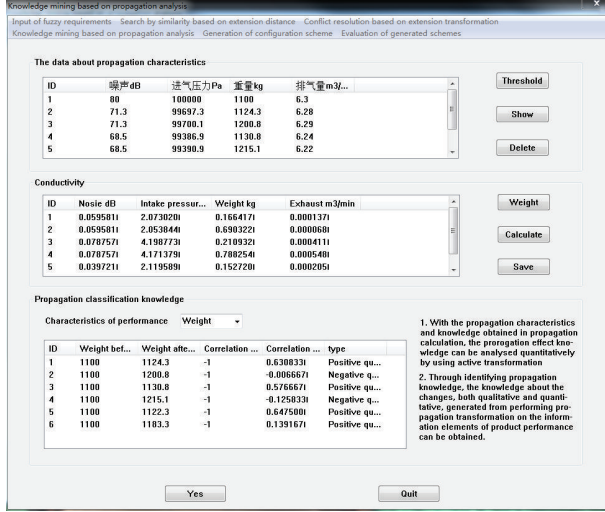 Knowledge mining based on propagation analysis
Input of fuzzy requirements Search by similarity based on extension distance Conflict resolution based on extension transformation
Knowledge mining based on propagation analysis Generation of configuration scheme Evaluation of generated schemes
The data about propagation characteristics
ID 噪声dB 进气压力Pa 重量kg 排气量m3/...
1 80 100000 1100 6.3
2 71.3 99697.3 1124.3 6.28
3 71.3 99700.1 1200.8 6.29
4 68.5 99386.9 1130.8 6.24
5 68.5 99390.9 1215.1 6.22
Threshold
Show
Delete
Conductivity
ID Nosie dB Intake pressur... Weight kg Exhaust m3/min
1 0.059581( 2.073020( 0.166417( 0.000137(
2 0.059581( 2.053844( 0.690322( 0.000068(
3 0.078757( 4.198773( 0.210932( 0.000411(
4 0.078757( 4.171379( 0.788254( 0.000548(
5 0.039721( 2.119589( 0.152720( 0.000205(
Weight
Calculate
Save
Propagation classification knowledge
Characteristics of performance Weight
ID Weight bef... Weight afte... Correlation ... Correlation ... type
1 1100 1124.3 -1 0.630833( Positive qu...
2 1100 1200.8 -1 -0.006667( Negative q...
3 1100 1130.8 -1 0.576667( Positive qu...
4 1100 1215.1 -1 -0.125833( Negative q...
5 1100 1122.3 -1 0.647500( Positive qu...
6 1100 1183.3 -1 0.139167( Positive qu...
1. With the propagation characteristics
and knowledge obtained in propagation
calculation, the prorogation effect kno-
wledge can be analysed quantitatively
by using active transformation
2. Through identifying propagation
knowledge, the knowledge about the
changes, both qualitative and quanti-
tative, generated from performing pro-
pagation transformation on the inform-
ation elements of product performance
can be obtained.
Yes
Quit